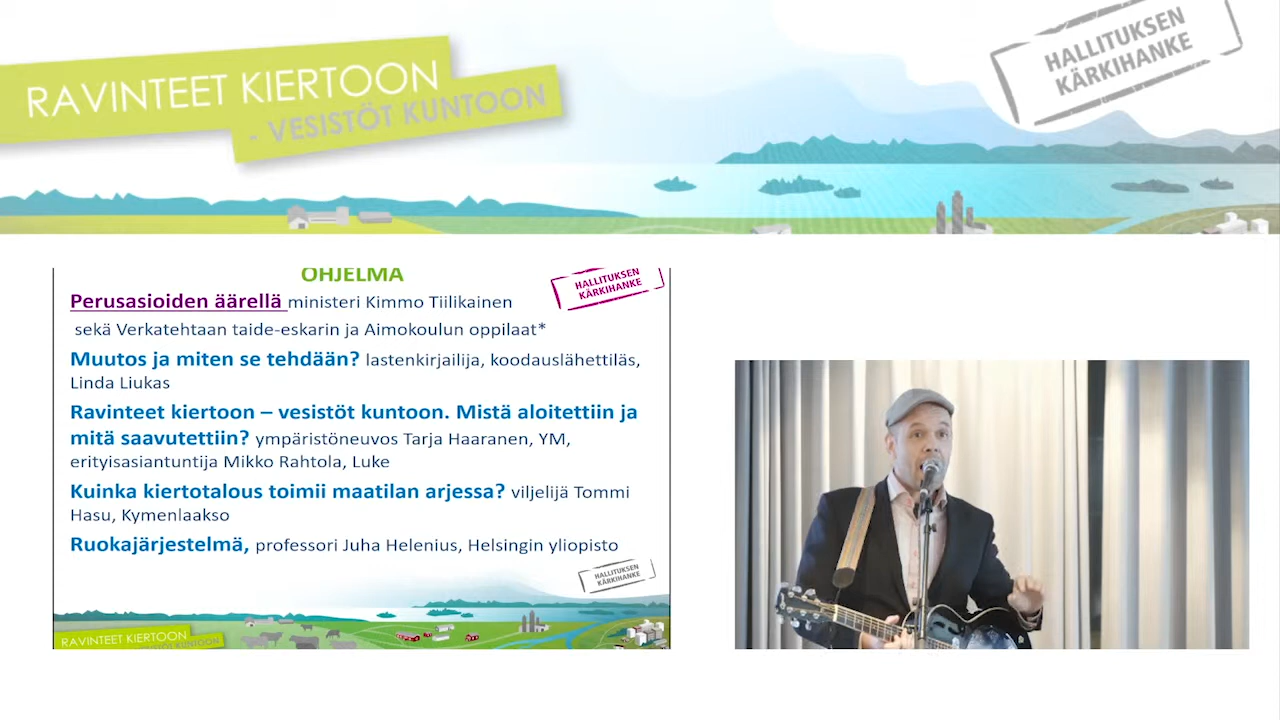 RAVINTEET KIERTOON
- VESISTÖT KUNTOON
HALLITUKSEN
KÄRKIHANKE
OHJELMA
HALLITUKSEN
KÄRKIHANKE
Perusasioiden äärellä ministeri Kimmo Tiilikainen
sekä Verkatehtaan taide-eskarin ja Aimokoulun oppilaat*
Muutos ja miten se tehdään? lastenkirjailija, koodauslähettiläs,
Linda Liukas
Ravinteet kiertoon – vesistöt kuntoon. Mistä aloitettiin ja
mitä saavutettiin? ympäristöneuvos Tarja Haaranen, YM,
erityisasiantuntija Mikko Rahtola, Luke
Kuinka kiertotalous toimii maatilan arjessa? viljelijä Tommi
Hasu, Kymenlaakso
Ruokajärjestelmä, professori Juha Helenius, Helsingin yliopisto
HALLITUKSEN
KÄRKIHANKE
RAVINTEET KIERTOON
- VESISTÖT KUNTOON